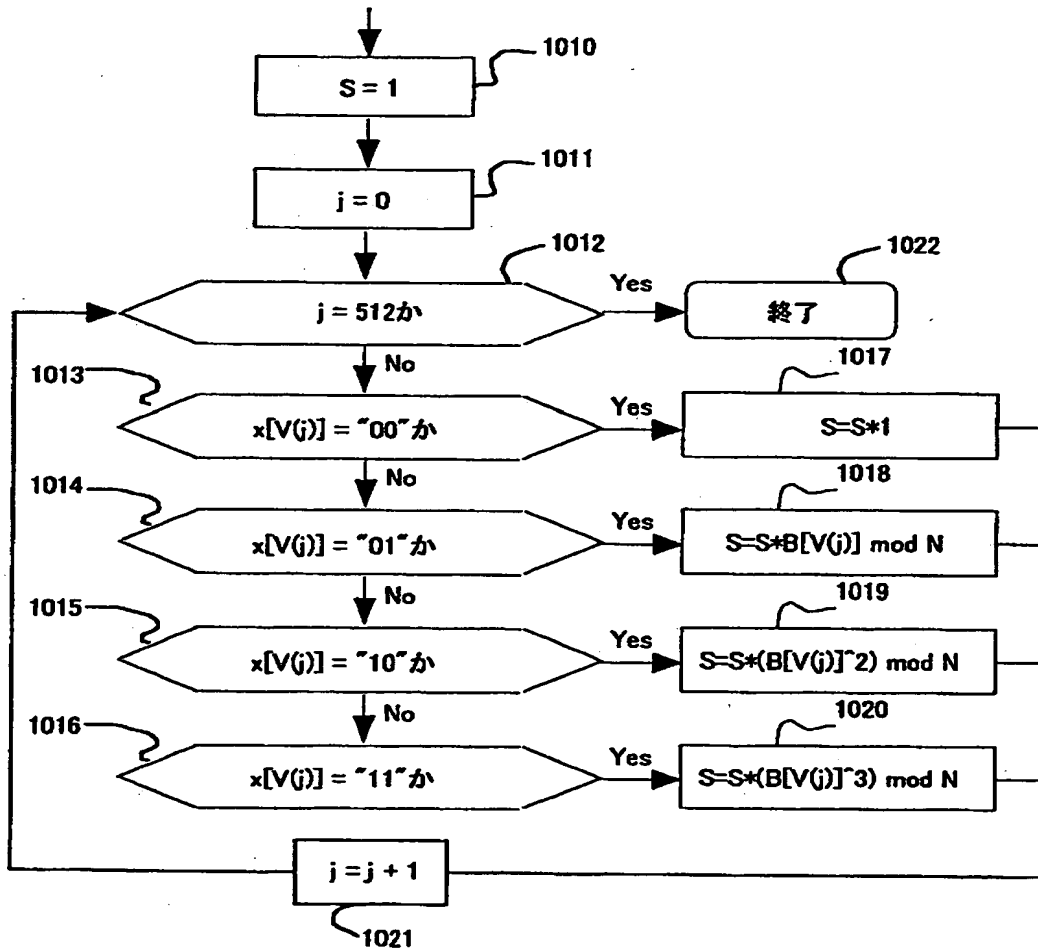 1010
S = 1
1011
j = 0
1012
j = 512か
Yes
1022
終了
No
1013
x[V(j)] = "00"か
Yes
1017
S=S*1
No
1014
x[V(j)] = "01"か
Yes
1018
S=S*B[V(j)] mod N
No
1015
x[V(j)] = "10"か
Yes
1019
S=S*(B[V(j)]^2) mod N
No
1016
x[V(j)] = "11"か
Yes
1020
S=S*(B[V(j)]^3) mod N
j = j + 1
1021